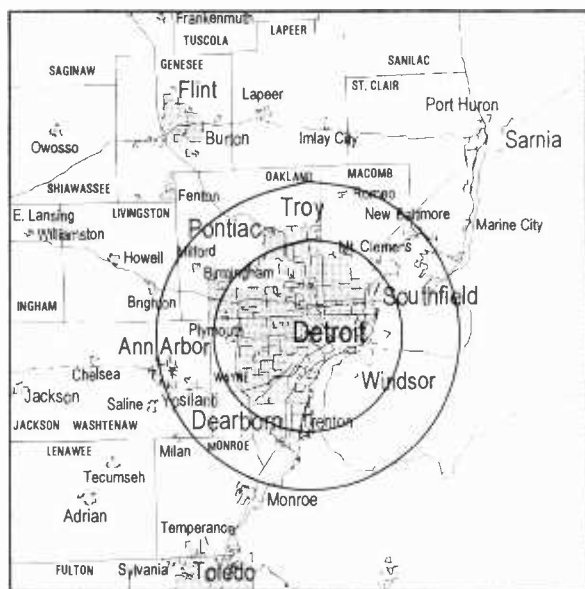 Frankenmuth
LAPEER
TUSCOLA
GENESEE
SANILAC
SAGINAW
ST. CLAIR
Flint
Lapeer
Port Huron
Burton
Imlay City
Sarnia
Owosso
OAKLAND
MACOMB
SHIAWASSEE
Fenton
Romeo
E. Lansing
LIVINGSTON
Troy
New Baltimore
Williamston
Pontiac
Marine City
Milford
Mt. Clemens
Howell
Birmingham
Brighton
Southfield
INGHAM
Plymouth
Detroit
Ann Arbor
Chelsea
WAYNE
Windsor
Jackson
Saline
Ypsilanti
Dearborn
Trenton
JACKSON
WASHTENAW
Milan
MONROE
LENAWEE
Tecumseh
Monroe
Adrian
Temperance
FULTON
Sylvania
Toledo